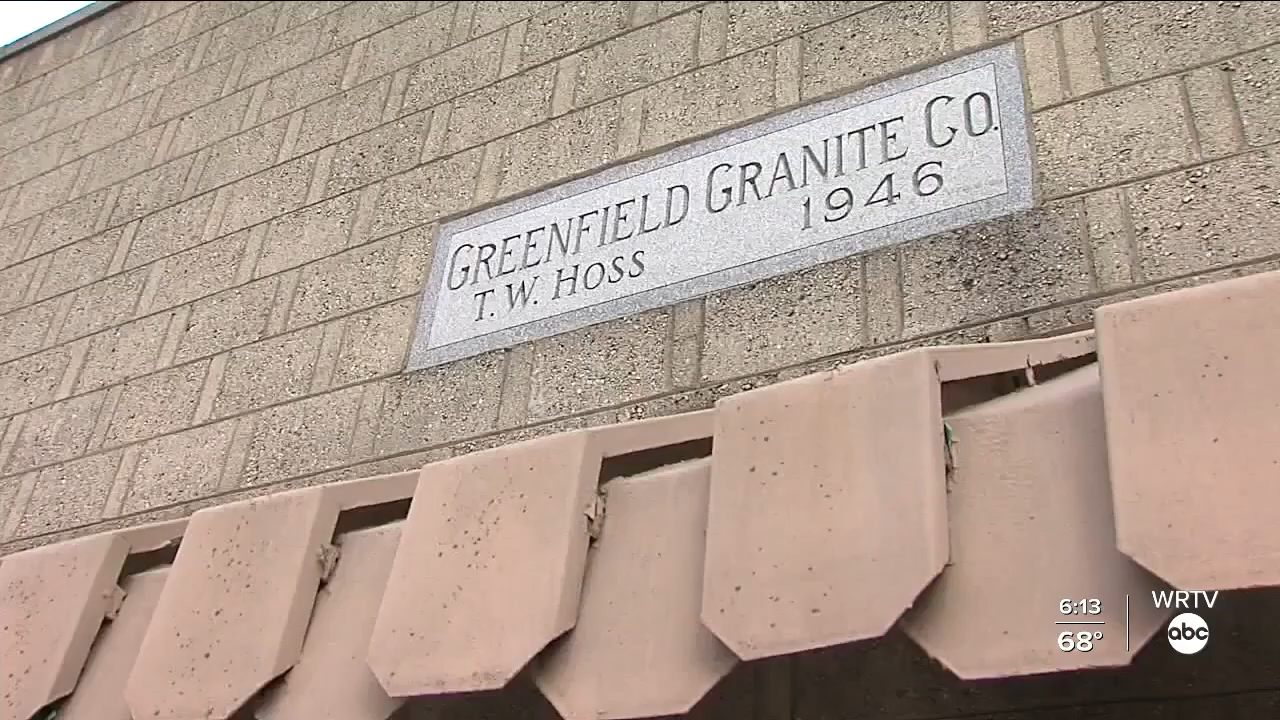 GREENFIELD GRANITE CO.
T. W. HOSS 1946
6:13
68°
WRTV
abc